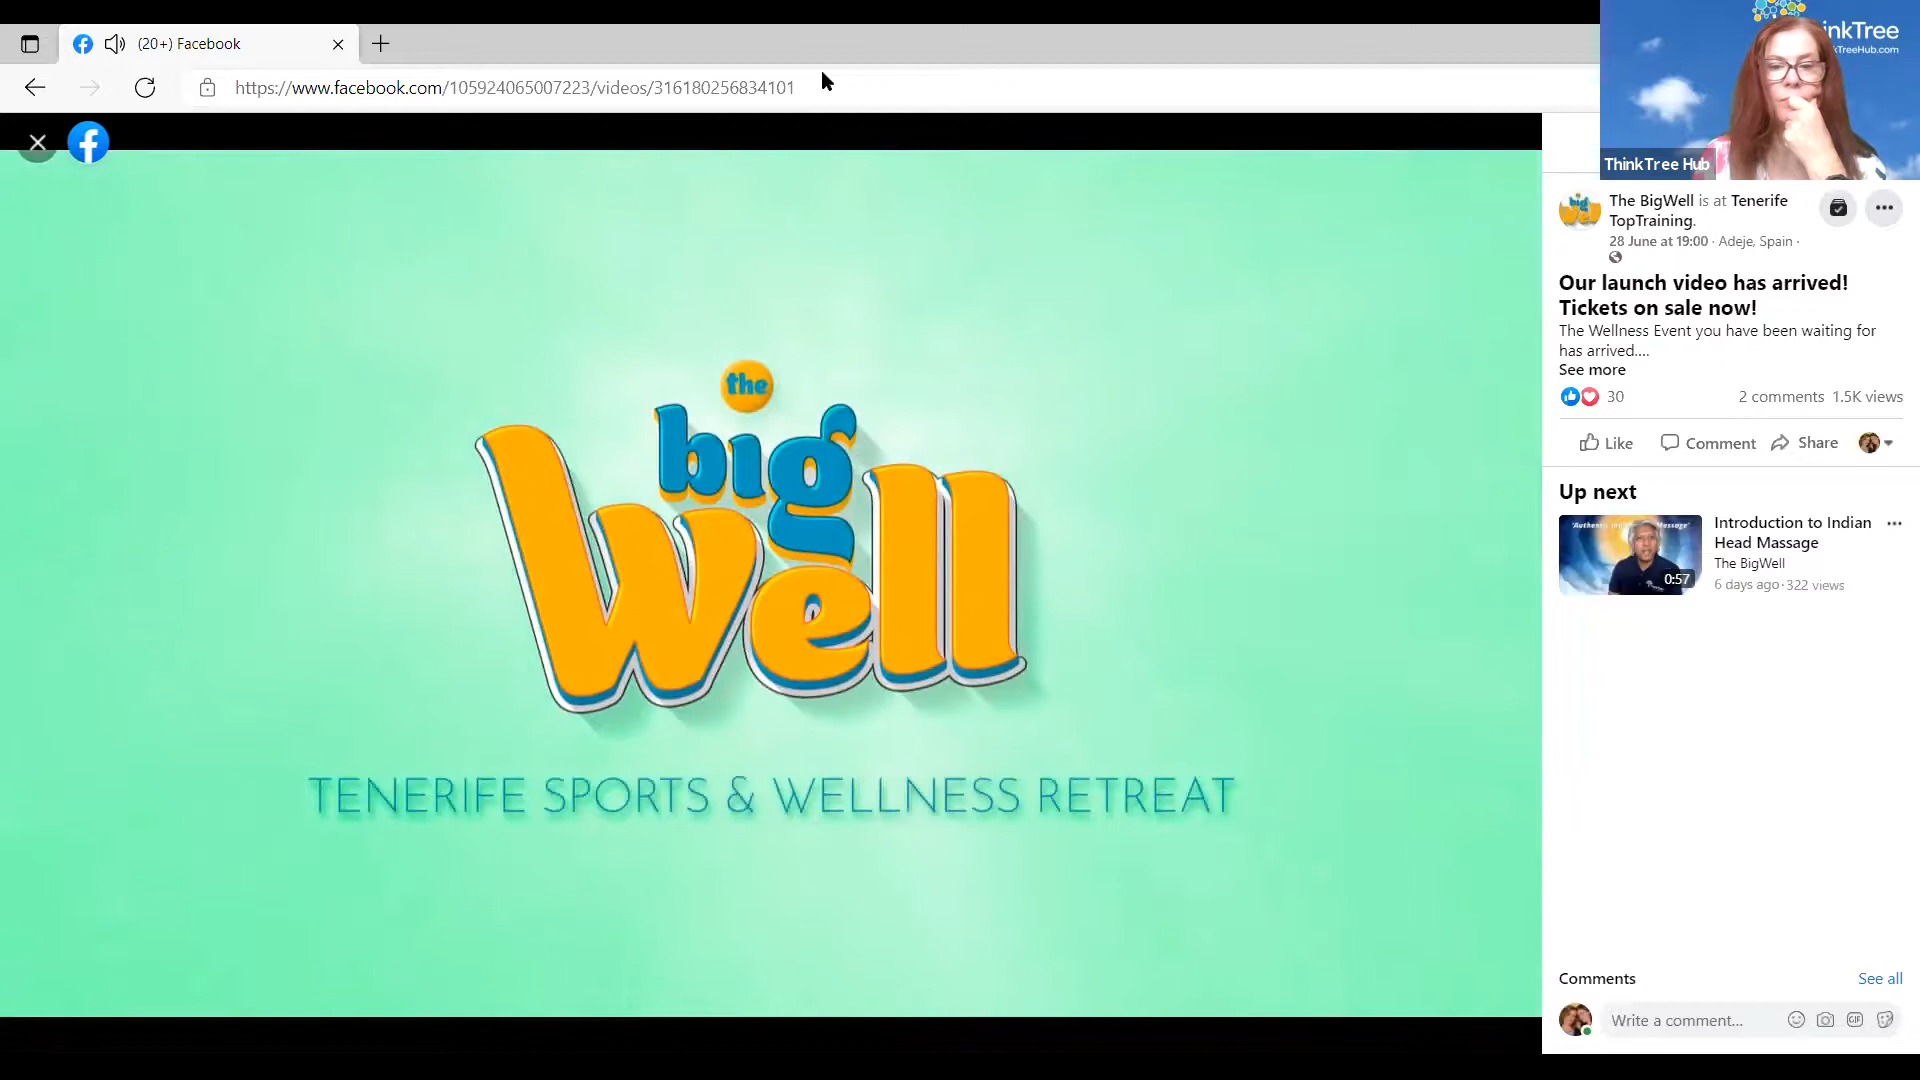 (20+) Facebook
https://www.facebook.com/105924065007223/videos/316180256834101
ThinkTree Hub
the
big
well
TENERIFE SPORTS & WELLNESS RETREAT
The BigWell is at Tenerife
TopTraining.
28 June at 19:00 · Adeje, Spain ·
Our launch video has arrived!
Tickets on sale now!
The Wellness Event you have been waiting for
has arrived....
See more
30
2 comments 1.5K views
Like
Comment
Share
Up next
0:57
Introduction to Indian
Head Massage
The BigWell
6 days ago · 322 views
Comments
See all
Write a comment...
GIF